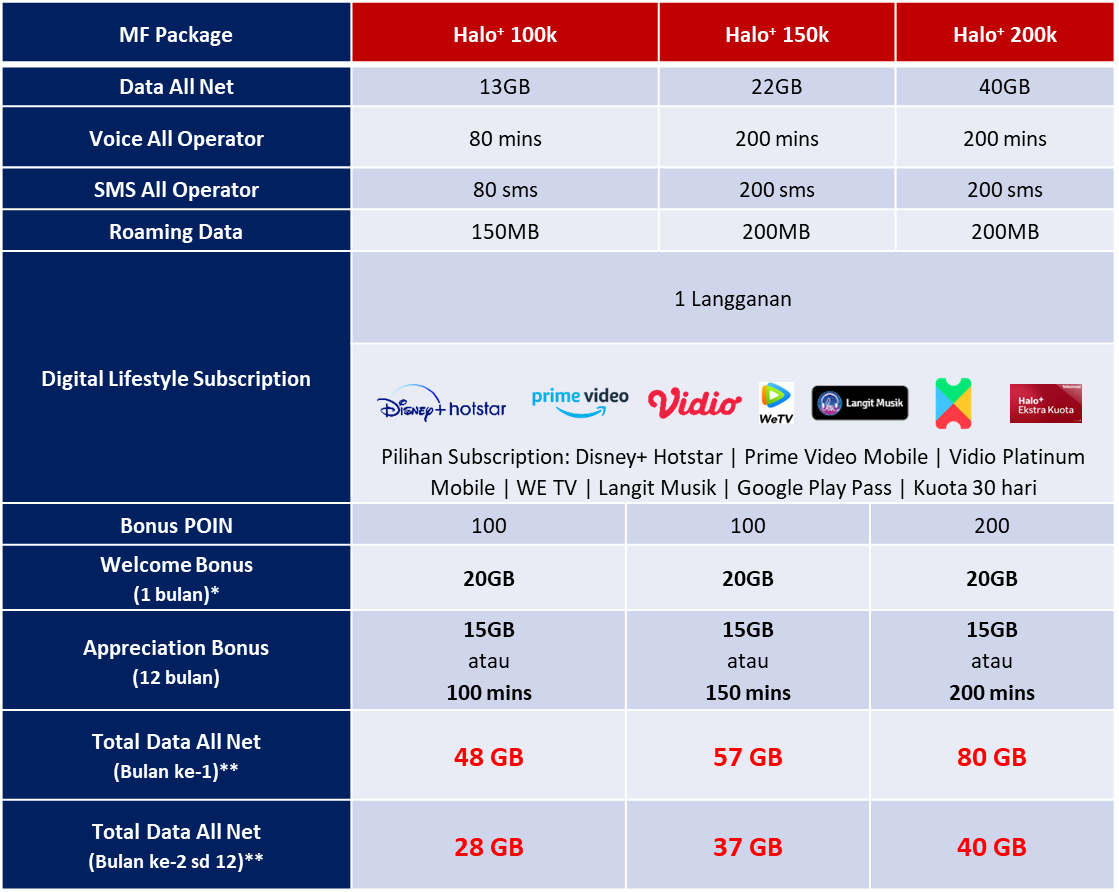 MF Package Halo⁺ 100k Halo⁺ 150k Halo⁺ 200k
Data All Net 13GB 22GB 40GB
Voice All Operator 80 mins 200 mins 200 mins
SMS All Operator 80 sms 200 sms 200 sms
Roaming Data 150MB 200MB 200MB
Digital Lifestyle Subscription
1 Langganan
Disney+ hotstar prime video Vidio WeTV Langit Musik Halo+ Ekstra Kuota
Pilihan Subscription: Disney+ Hotstar | Prime Video Mobile | Vidio Platinum
Mobile | WE TV | Langit Musik | Google Play Pass | Kuota 30 hari
Bonus POIN 100 100 200
Welcome Bonus
(1 bulan)* 20GB 20GB 20GB
Appreciation Bonus
(12 bulan)
15GB 15GB 15GB
atau atau atau
100 mins 150 mins 200 mins
Total Data All Net
(Bulan ke-1)** 48 GB 57 GB 80 GB
Total Data All Net
(Bulan ke-2 sd 12)** 28 GB 37 GB 40 GB